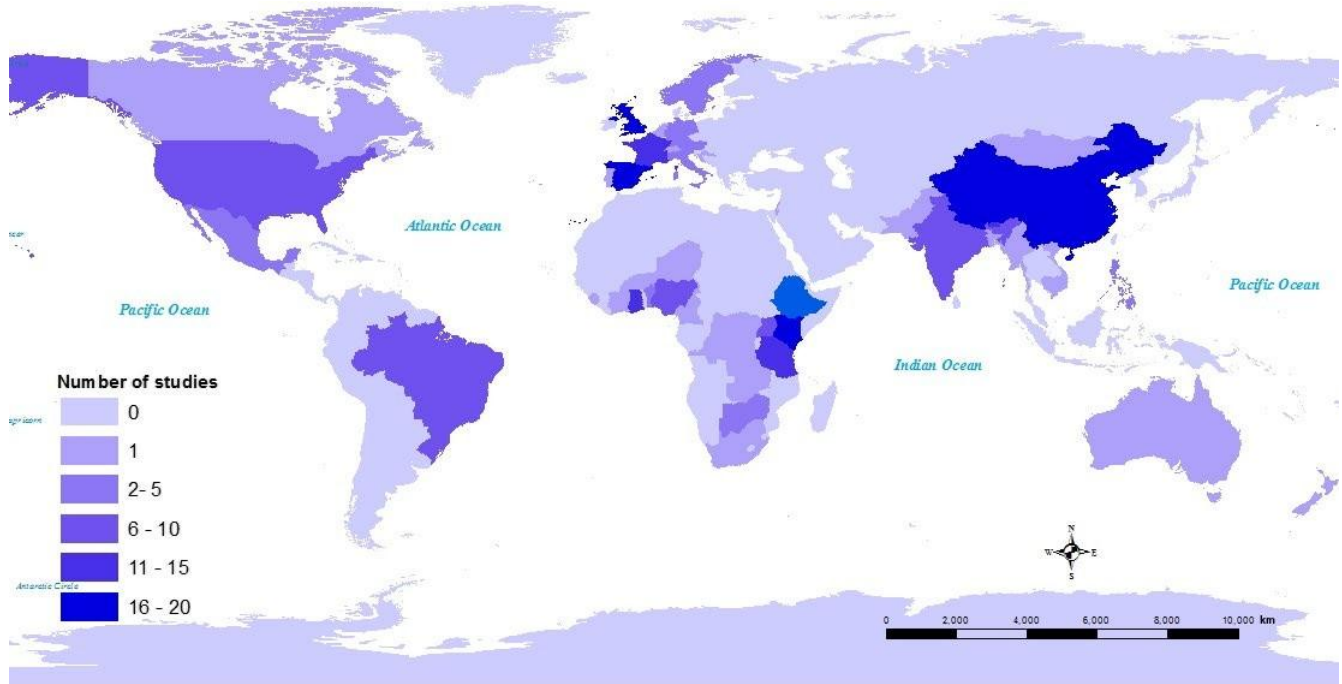 Atlantic Ocean
Pacific Ocean
Pacific Ocean
Indian Ocean
Number of studies
0
1
2- 5
6 - 10
11 - 15
16 - 20
Antarctic Circle
N
W E
S
0 2,000 4,000 6,000 8,000 10,000 km